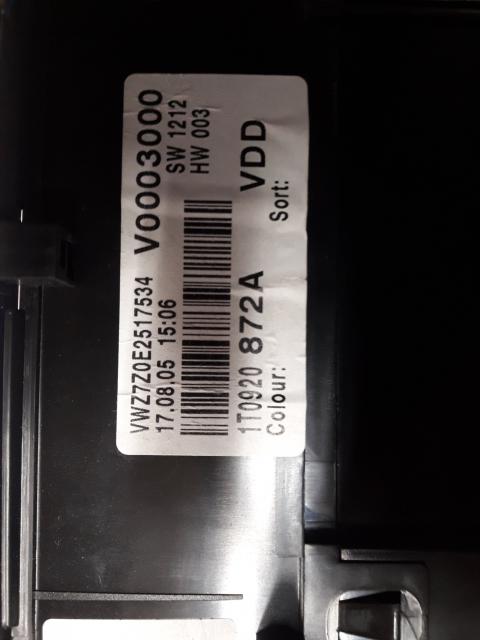 VWZ7Z0E2517534 V0003000
17.08.05 15:06 SW 1212
HW 003
1T0920 872A VDD
Colour: Sort: